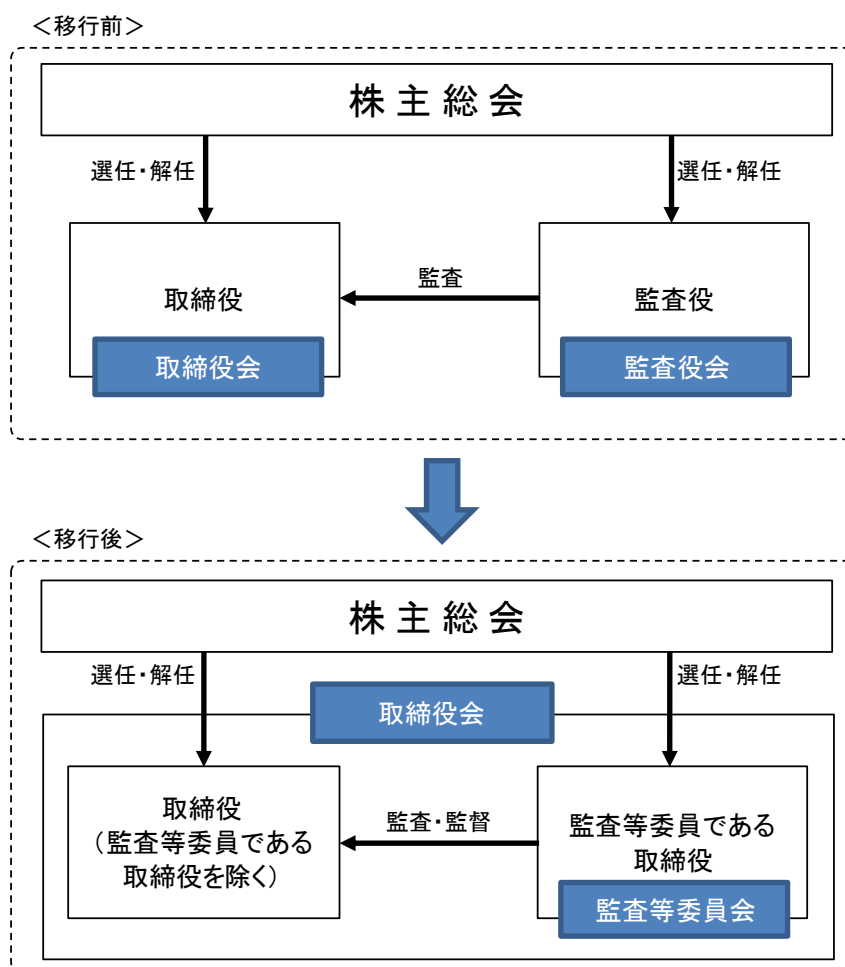 ＜移行前＞
株 主 総 会
選任・解任
選任・解任
取締役
監査
監査役
取締役会
監査役会
＜移行後＞
株 主 総 会
選任・解任
選任・解任
取締役会
取締役
（監査等委員である
取締役を除く）
監査・監督
監査等委員である
取締役
監査等委員会